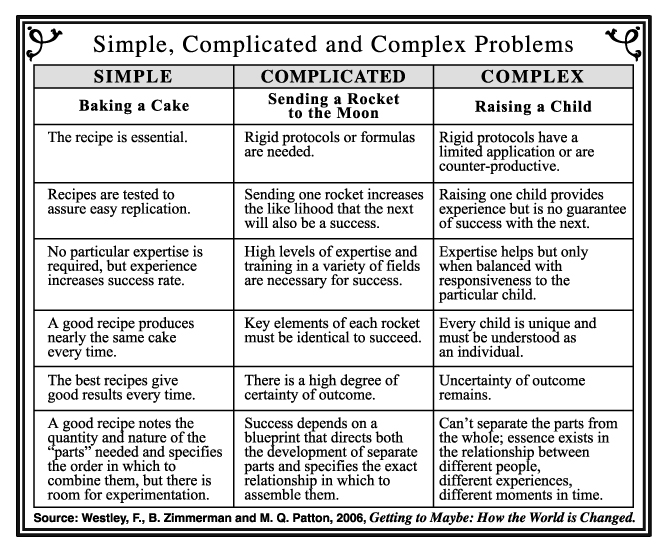 Simple, Complicated and Complex Problems
SIMPLE
COMPLICATED
COMPLEX
Baking a Cake
Sending a Rocket
to the Moon
Raising a Child
The recipe is essential.
Rigid protocols or formulas
are needed.
Rigid protocols have a
limited application or are
counter-productive.
Recipes are tested to
assure easy replication.
Sending one rocket increases
the like lihood that the next
will also be a success.
Raising one child provides
experience but is no guarantee
of success with the next.
No particular expertise is
required, but experience
increases success rate.
High levels of expertise and
training in a variety of fields
are necessary for success.
Expertise helps but only
when balanced with
responsiveness to the
particular child.
A good recipe produces
nearly the same cake
every time.
Key elements of each rocket
must be identical to succeed.
Every child is unique and
must be understood as
an individual.
The best recipes give
good results every time.
There is a high degree of
certainty of outcome.
Uncertainty of outcome
remains.
A good recipe notes the
quantity and nature of the
“parts” needed and specifies
the order in which to
combine them, but there is
room for experimentation.
Success depends on a
blueprint that directs both
the development of separate
parts and specifies the exact
relationship in which to
assemble them.
Can’t separate the parts from
the whole; essence exists in
the relationship between
different people,
different experiences,
different moments in time.
Source: Westley, F., B. Zimmerman and M. Q. Patton, 2006, Getting to Maybe: How the World is Changed.